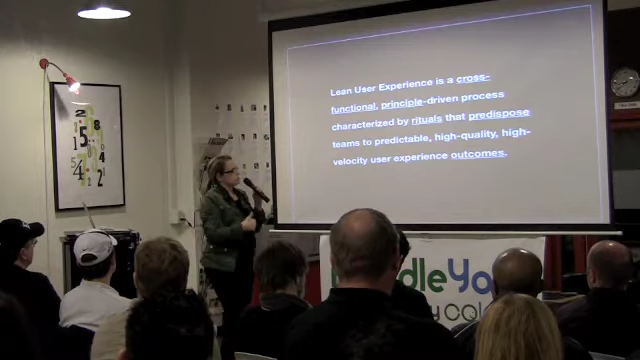 Lean User Experience is a cross-
functional, principle-driven process
characterized by rituals that predispose
teams to predictable, high-quality, high-
velocity user experience outcomes.